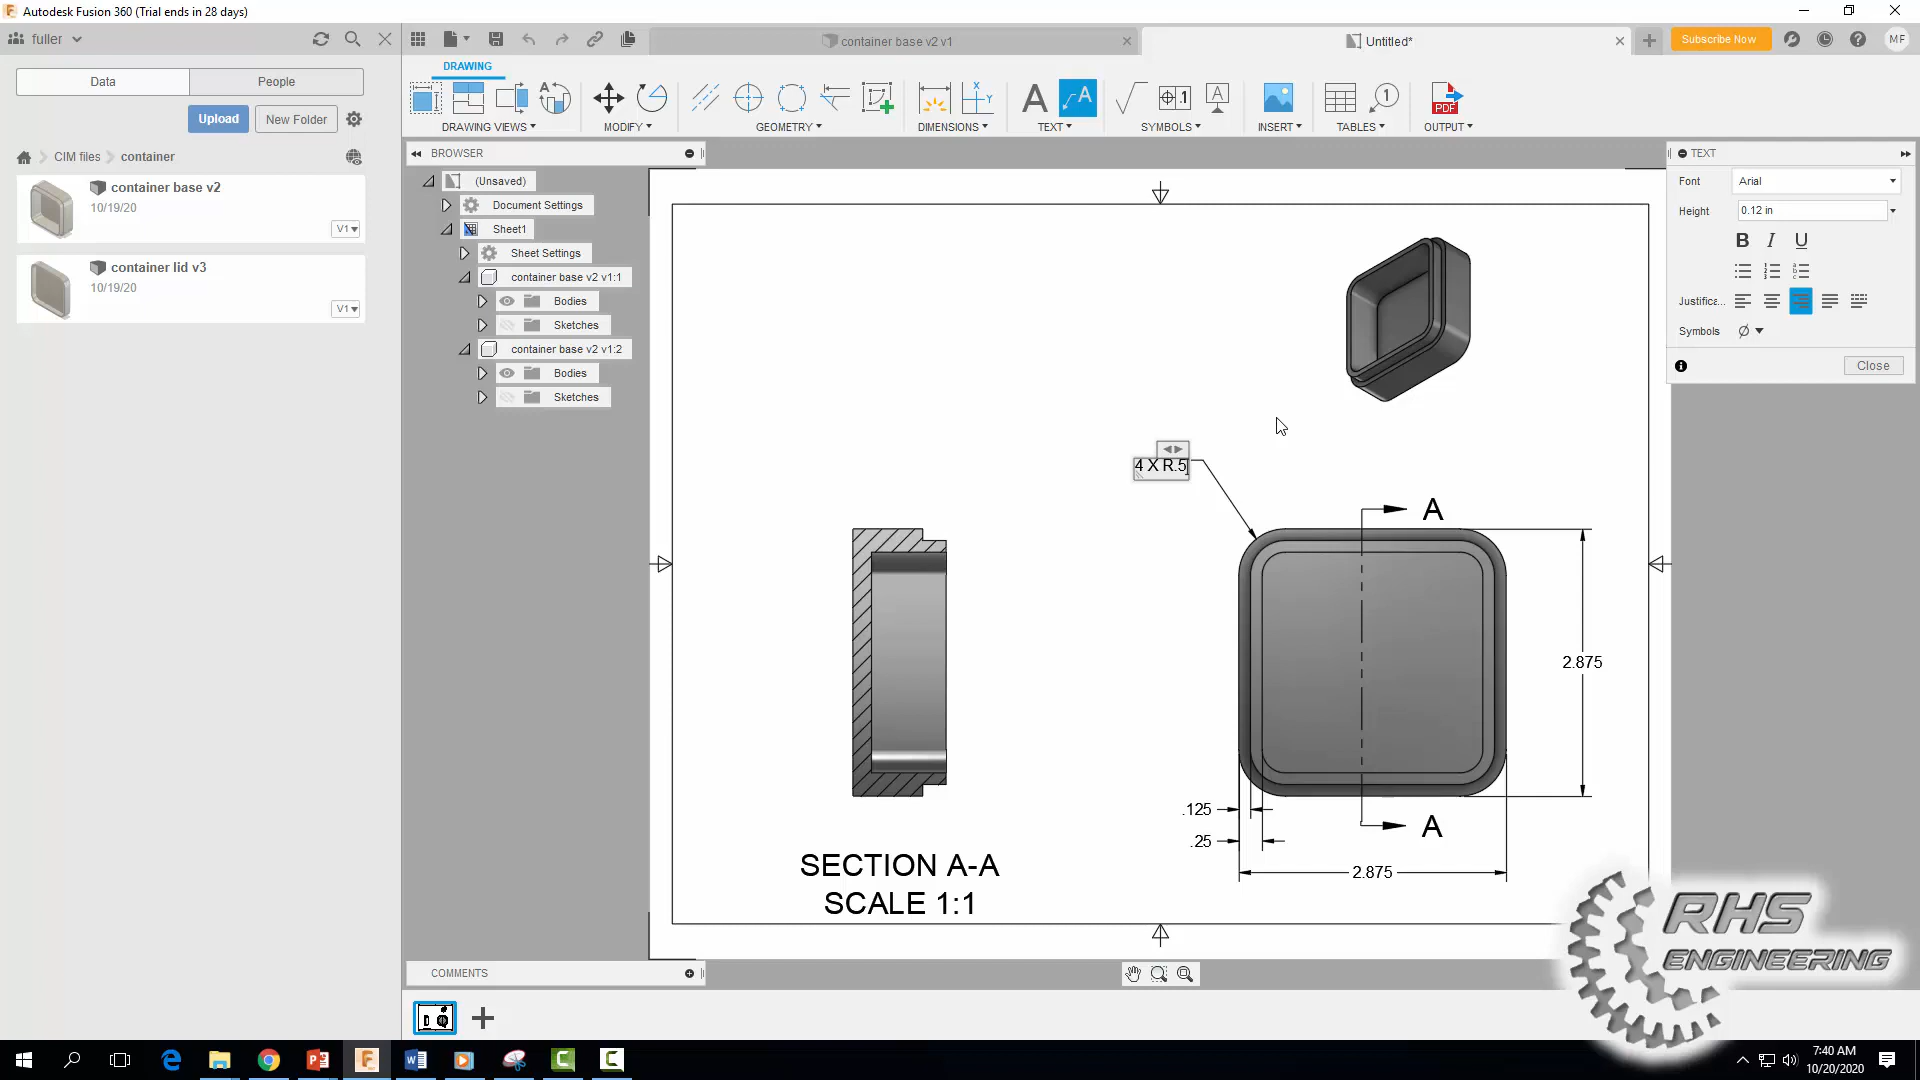 Autodesk Fusion 360 (Trial ends in 28 days)
fuller
container base v2 v1
Untitled*
Subscribe Now
MF
Data
People
DRAWING
Upload
New Folder
DRAWING VIEWS
MODIFY
GEOMETRY
DIMENSIONS
TEXT
SYMBOLS
INSERT
TABLES
OUTPUT
PDF
CIM files
container
BROWSER
TEXT
container base v2
10/19/20
V1
container lid v3
10/19/20
V1
(Unsaved)
Document Settings
Sheet1
Sheet Settings
container base v2 v1:1
Bodies
Sketches
container base v2 v1:2
Bodies
Sketches
Font
Arial
Height
0.12 in
B I U
Justifica...
Symbols
Ø
Close
4 X R.5
A
2.875
.125
A
.25
2.875
SECTION A-A
SCALE 1:1
RHS
ENGINEERING
COMMENTS
7:40 AM
10/20/2020